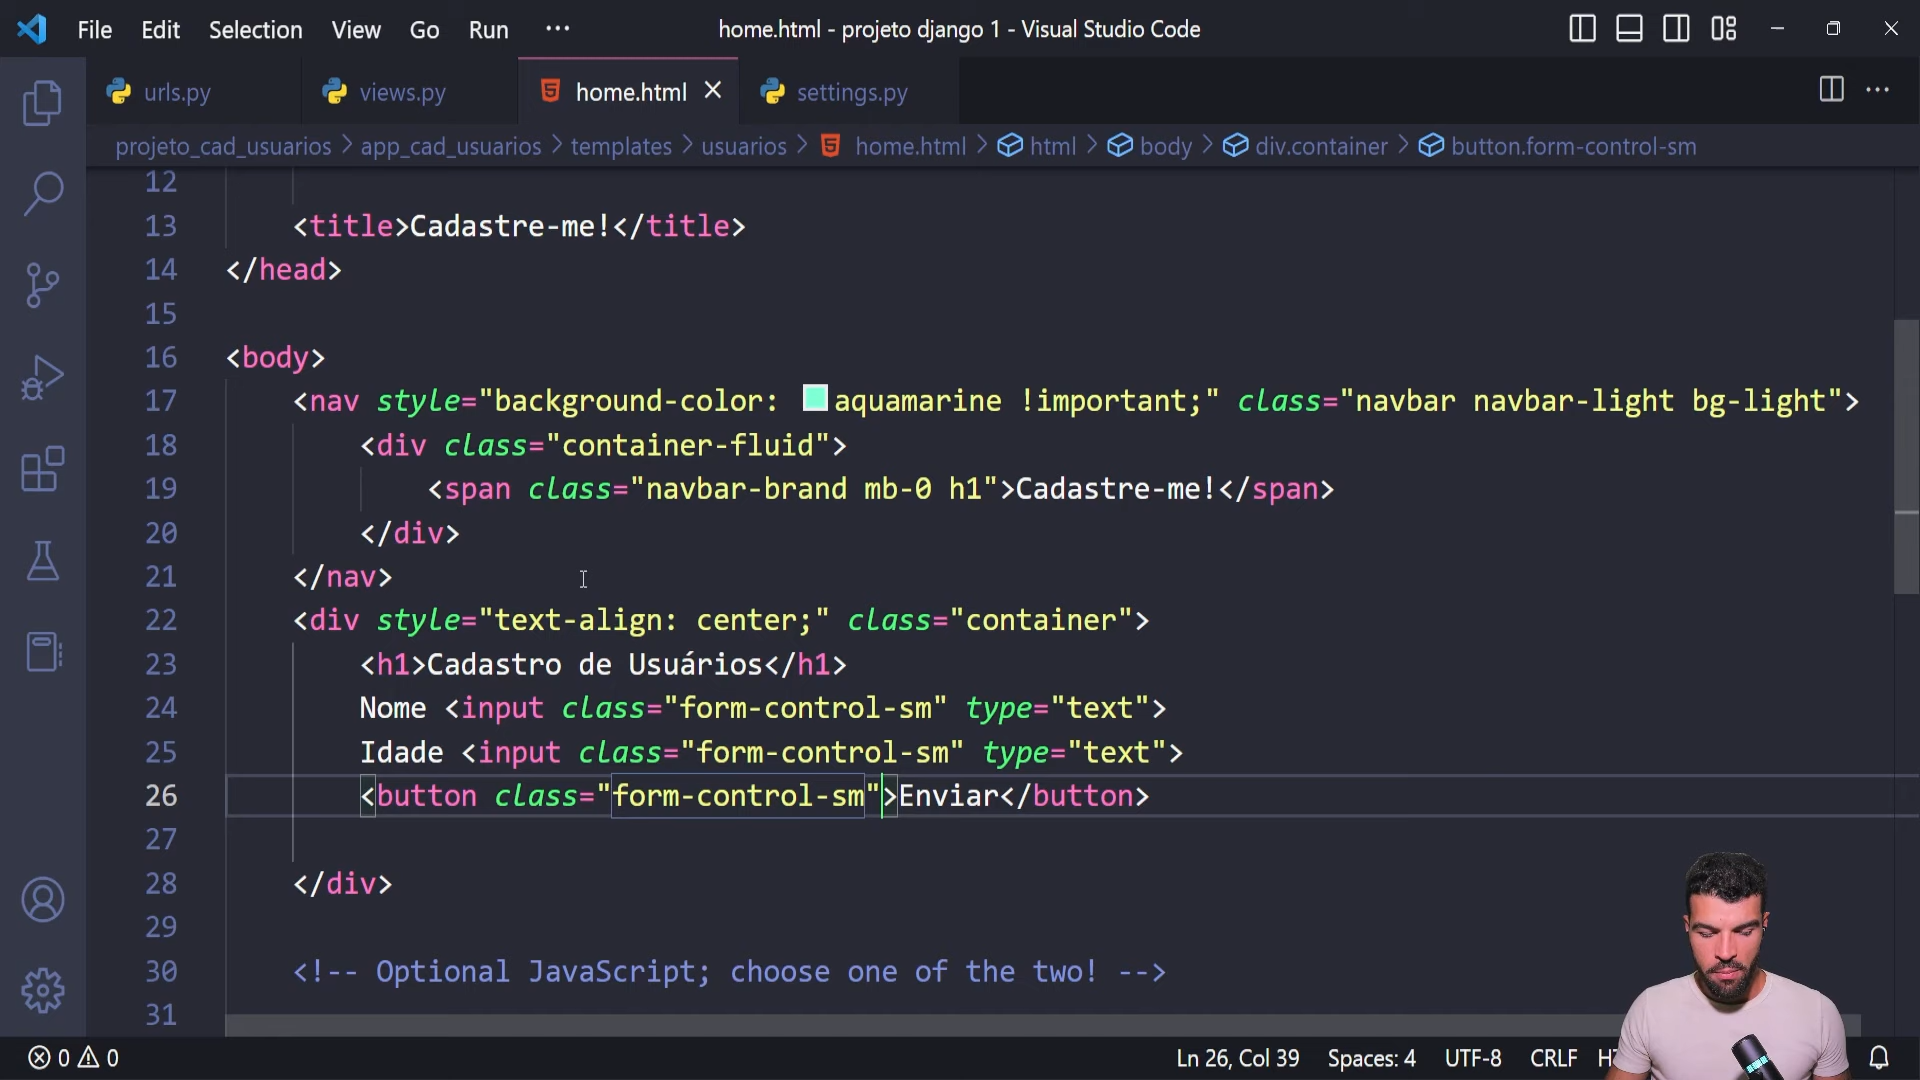 File Edit Selection View Go Run ··· home.html - projeto django 1 - Visual Studio Code
urls.py views.py home.html settings.py
projeto_cad_usuarios > app_cad_usuarios > templates > usuarios > home.html > html > body > div.container > button.form-control-sm
12
13 <title>Cadastre-me!</title>
14 </head>
15
16 <body>
17 <nav style="background-color: aquamarine !important;" class="navbar navbar-light bg-light">
18 <div class="container-fluid">
19 <span class="navbar-brand mb-0 h1">Cadastre-me!</span>
20 </div>
21 </nav>
22 <div style="text-align: center;" class="container">
23 <h1>Cadastro de Usuários</h1>
24 Nome <input class="form-control-sm" type="text">
25 Idade <input class="form-control-sm" type="text">
26 <button class="form-control-sm">Enviar</button>
27
28 </div>
29
30 <!-- Optional JavaScript; choose one of the two! -->
31
0 0 Ln 26, Col 39 Spaces: 4 UTF-8 CRLF